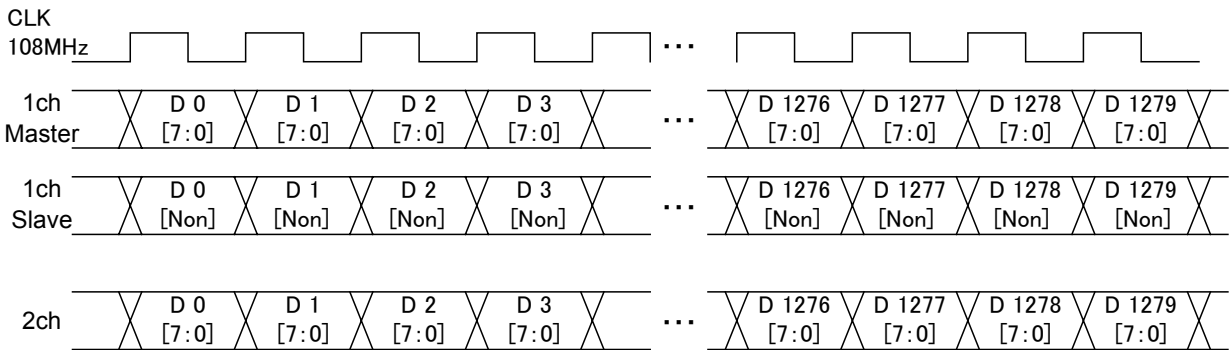 CLK
108MHz
…
1ch
Master
D 0 D 1 D 2 D 3 … D 1276 D 1277 D 1278 D 1279
[7:0] [7:0] [7:0] [7:0] [7:0] [7:0] [7:0] [7:0]
1ch
Slave
D 0 D 1 D 2 D 3 … D 1276 D 1277 D 1278 D 1279
[Non] [Non] [Non] [Non] [Non] [Non] [Non] [Non]
2ch
D 0 D 1 D 2 D 3 … D 1276 D 1277 D 1278 D 1279
[7:0] [7:0] [7:0] [7:0] [7:0] [7:0] [7:0] [7:0]